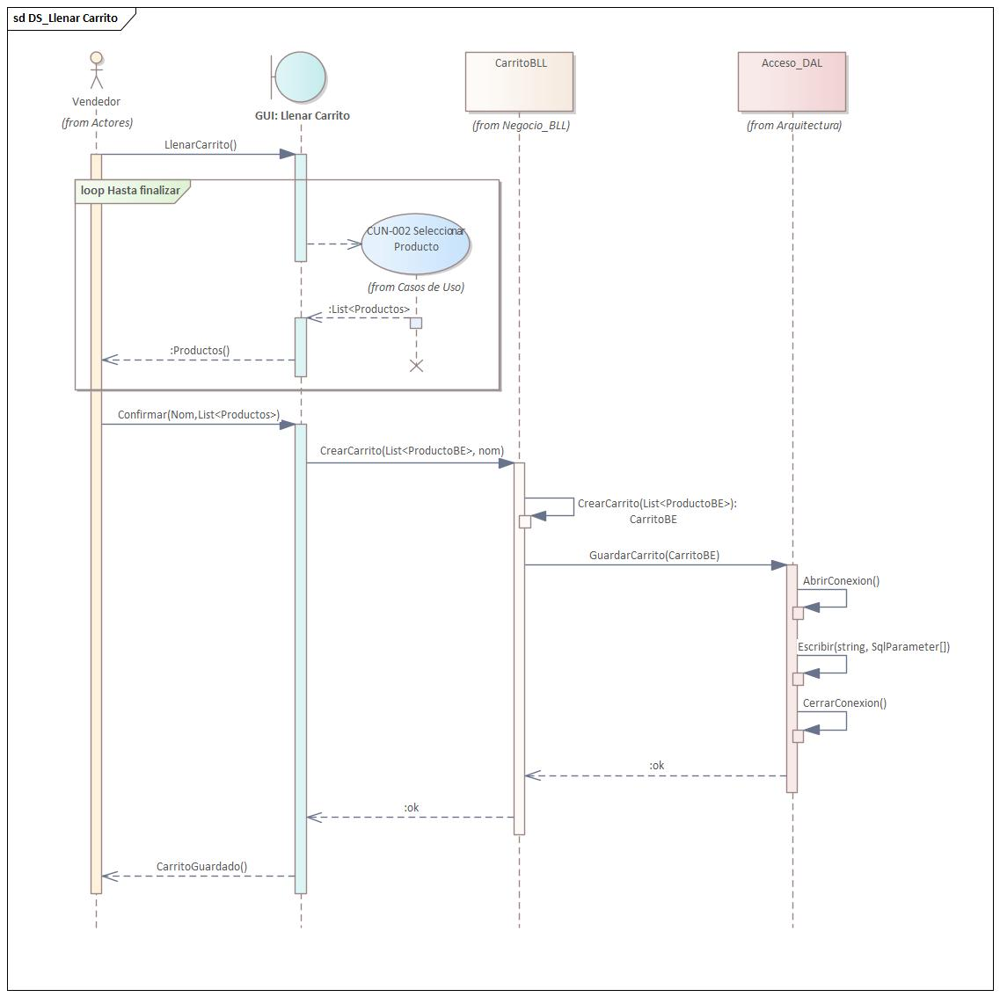 sd DS_Llenar Carrito
Vendedor
(from Actores)
GUI: Llenar Carrito
CarritoBLL
(from Negocio_BLL)
Acceso_DAL
(from Arquitectura)
LlenarCarrito()
loop Hasta finalizar
CUN-002 Seleccionar
Producto
(from Casos de Uso)
:List<Productos>
:Productos()
Confirmar(Nom,List<Productos>)
CrearCarrito(List<ProductoBE>, nom)
CrearCarrito(List<ProductoBE>):
CarritoBE
GuardarCarrito(CarritoBE)
AbrirConexion()
Escribir(string, SqlParameter[])
CerrarConexion()
:ok
:ok
CarritoGuardado()